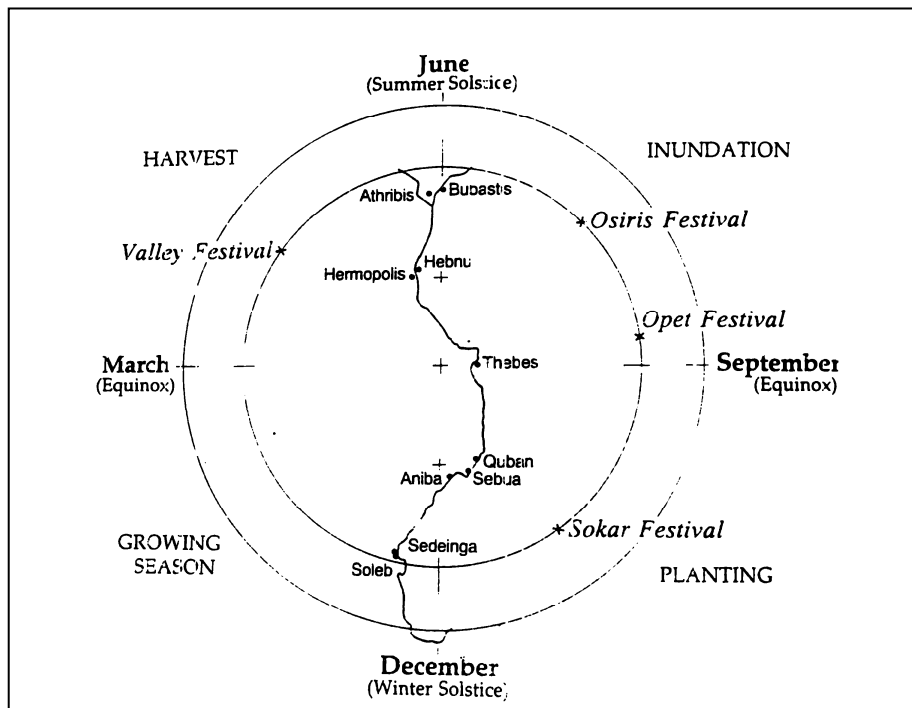 June
(Summer Solstice)
HARVEST
INUNDATION
Athribis
Bubastis
Osiris Festival
Valley Festival
Hebnu
Hermopolis
Opet Festival
March
(Equinox)
Thebes
September
(Equinox)
Quban
Aniba
Sebua
Sokar Festival
GROWING
SEASON
Sedeinga
Soleb
PLANTING
December
(Winter Solstice)